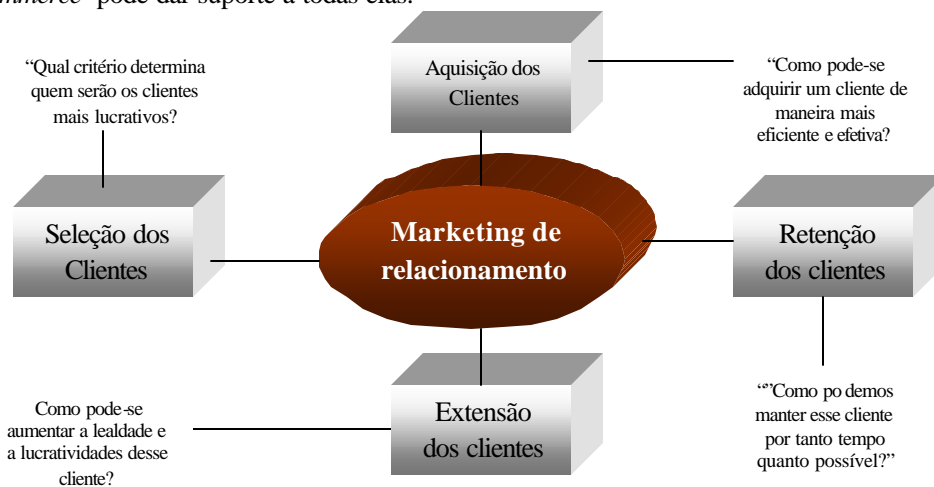 mmerce" pode dar suporte a todas elas.
“Qual critério determina
quem serão os clientes
mais lucrativos?
Aquisição dos
Clientes
“Como pode-se
adquirir um cliente de
maneira mais
eficiente e efetiva?
Seleção dos
Clientes
Marketing de
relacionamento
Retenção
dos clientes
Como pode-se
aumentar a lealdade e
a lucratividades desse
cliente?
Extensão
dos clientes
“”Como po demos
manter esse cliente
por tanto tempo
quanto possível?”